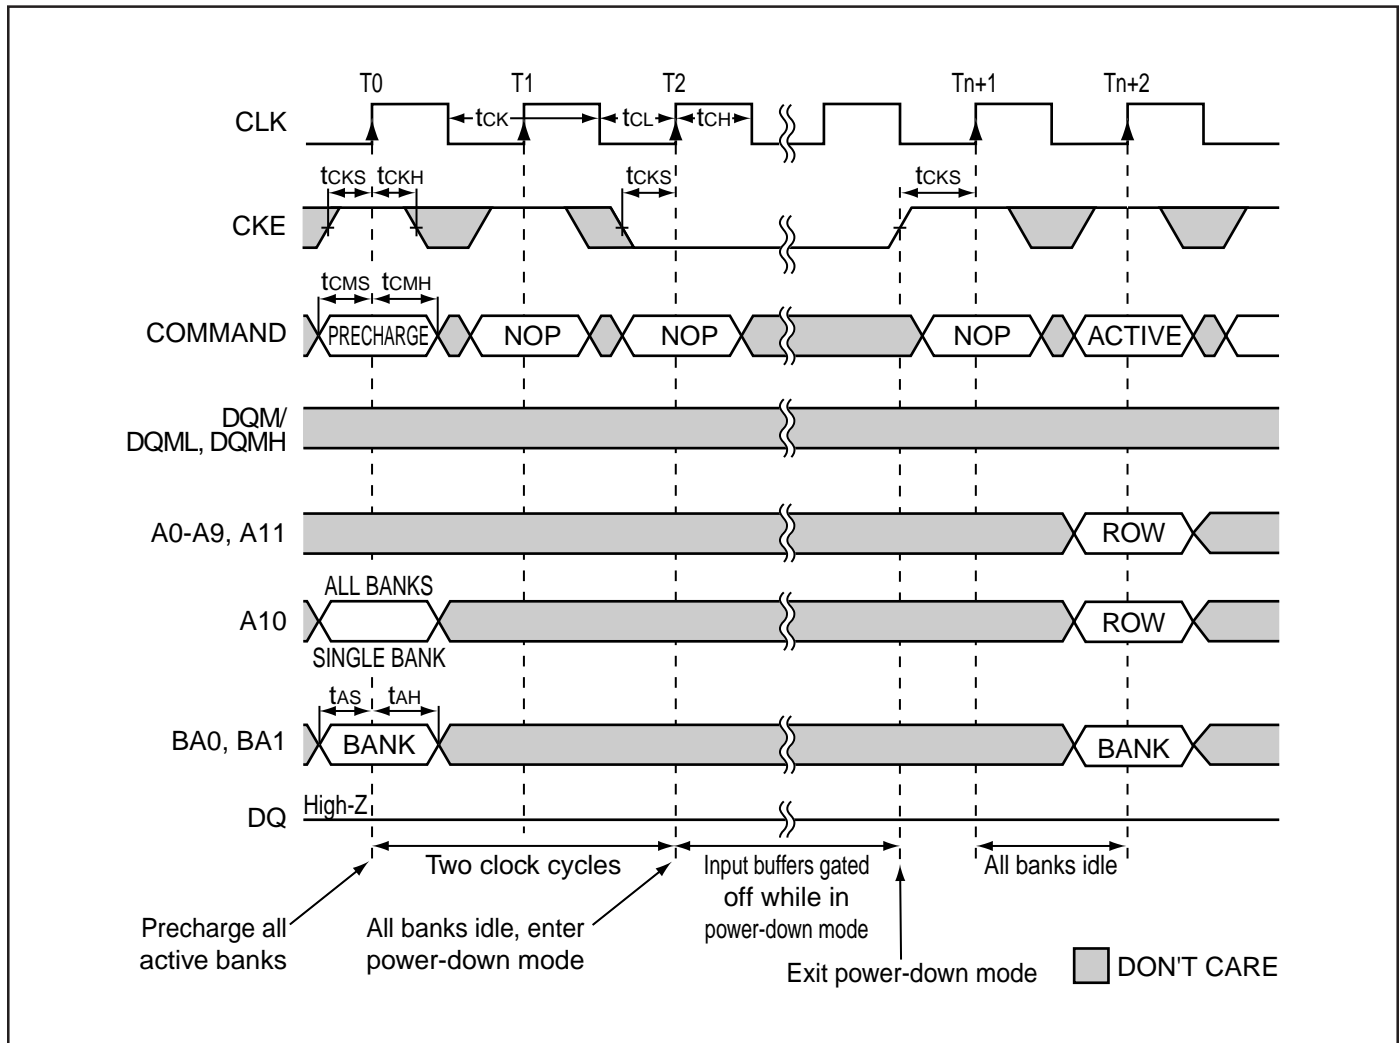 T0 T1 T2 Tn+1 Tn+2
CLK tCK tCL tCH
tCKS tCKH tCKS tCKS
CKE
tCMS tCMH
COMMAND PRECHARGE NOP NOP NOP ACTIVE
DQM/
DQML, DQMH
A0-A9, A11 ROW
ALL BANKS
A10 ROW
SINGLE BANK
tAS tAH
BA0, BA1 BANK BANK
DQ High-Z
Two clock cycles
Input buffers gated
off while in
power-down mode
All banks idle
Precharge all
active banks
All banks idle, enter
power-down mode
Exit power-down mode
DON'T CARE